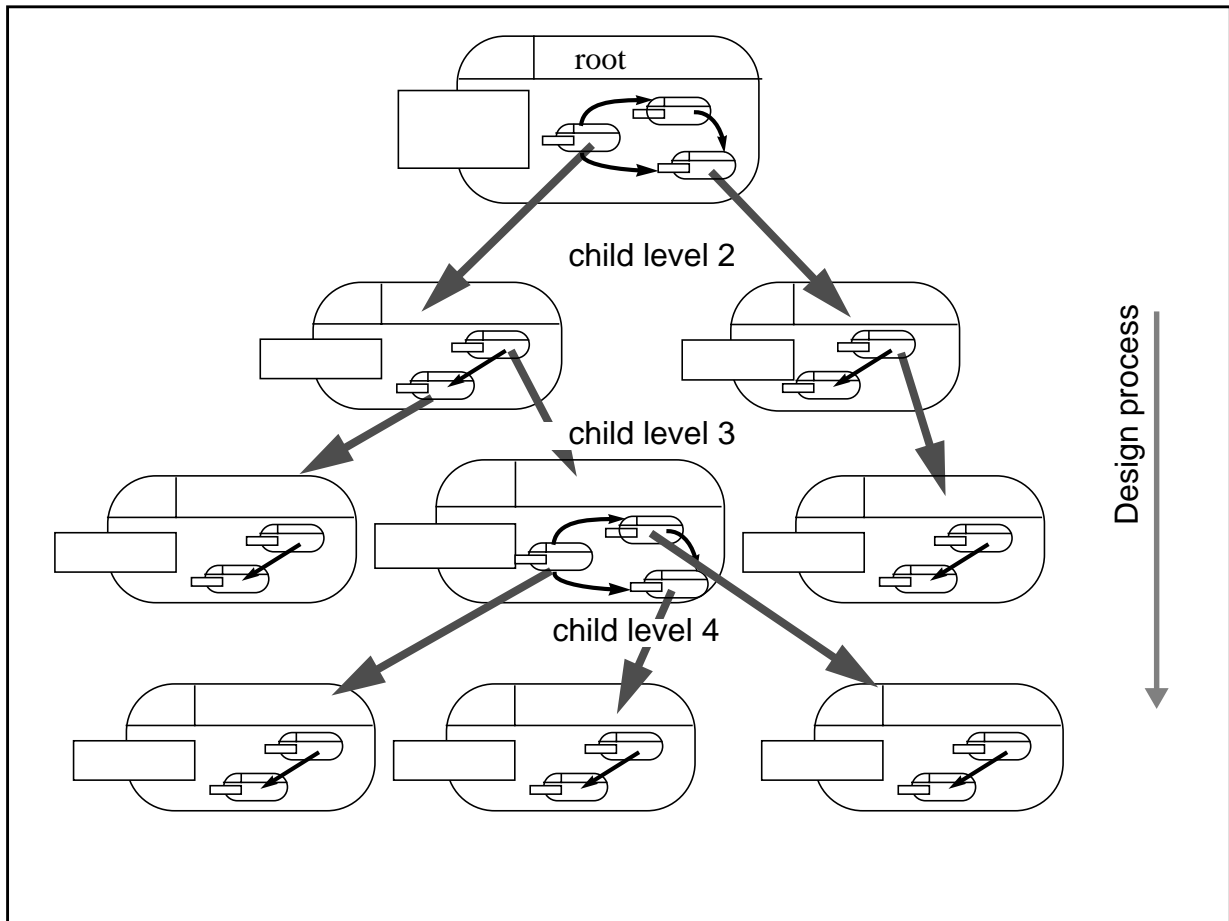 root
child level 2
Design process
child level 3
child level 4